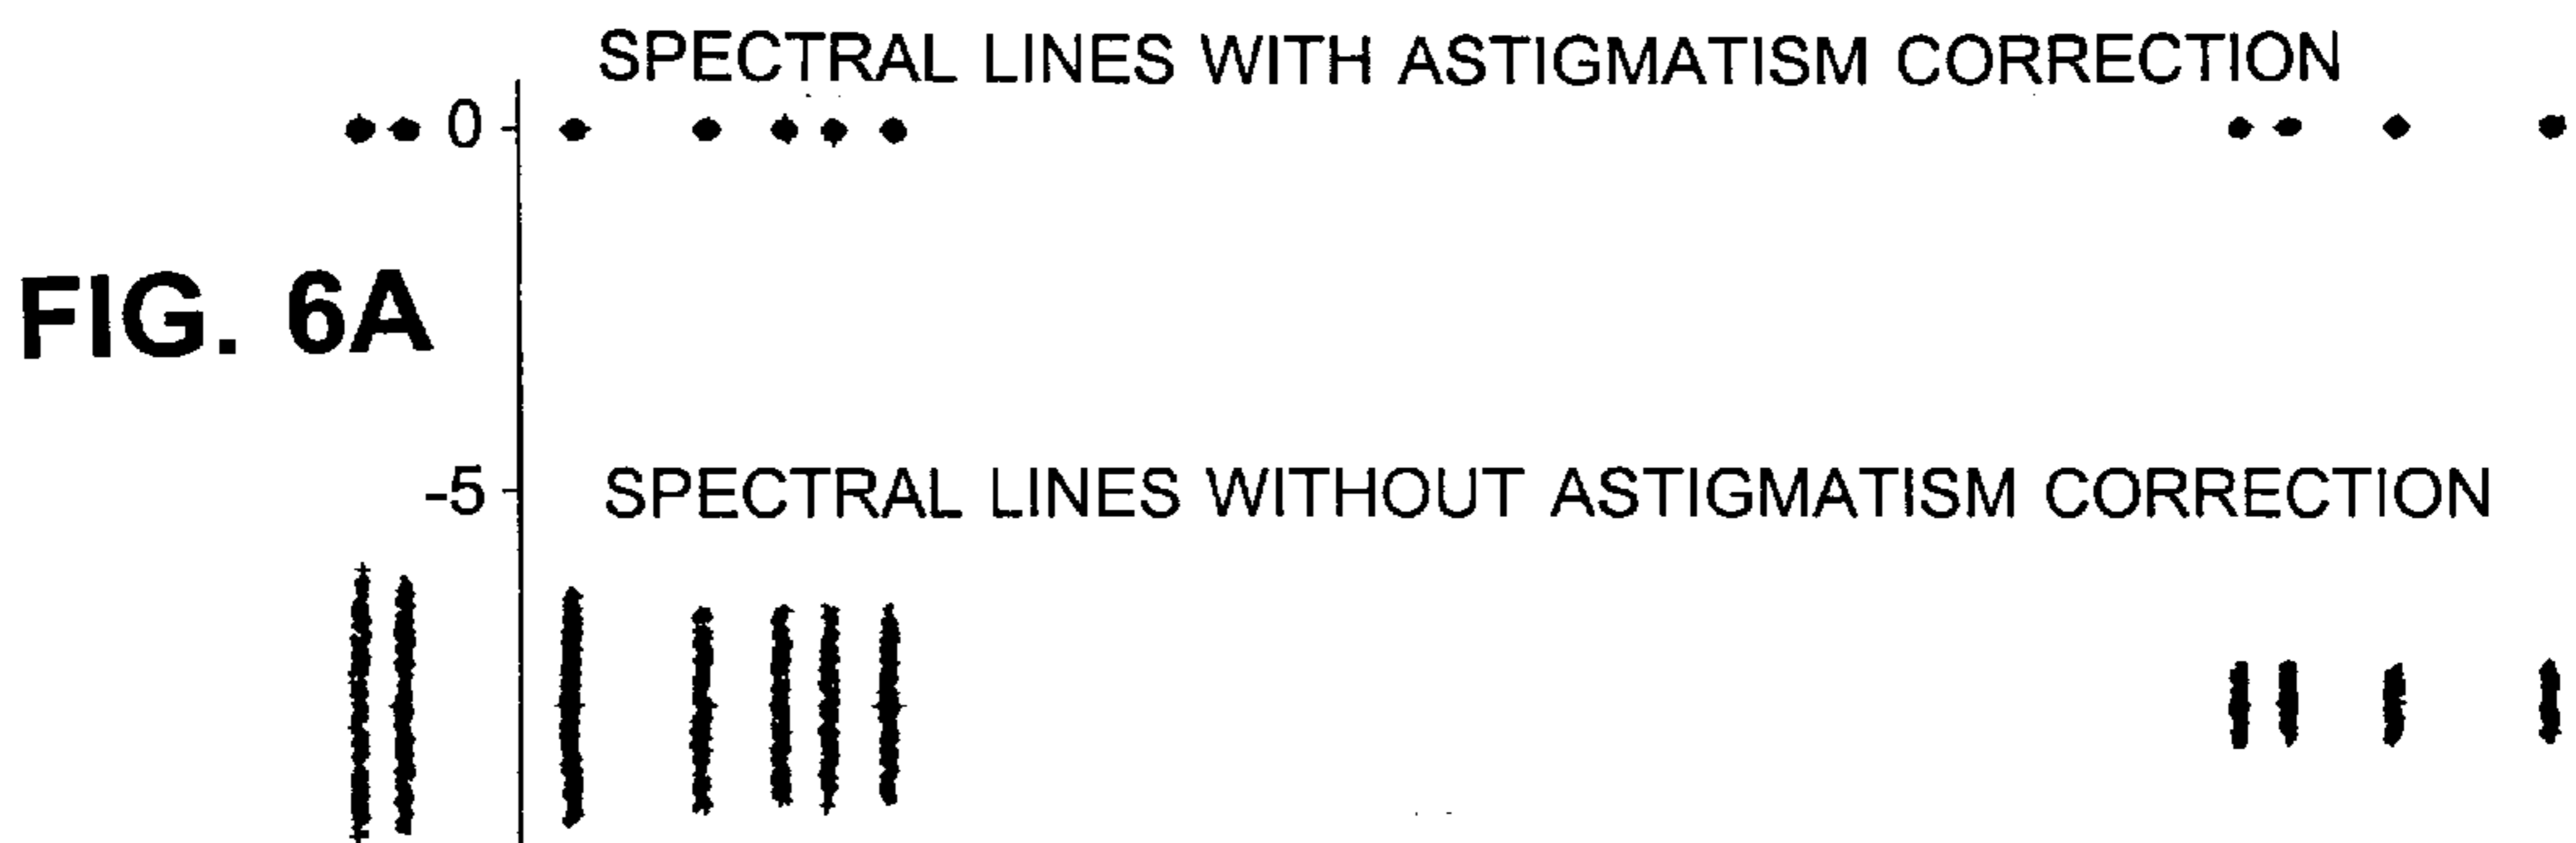 SPECTRAL LINES WITH ASTIGMATISM CORRECTION
0
FIG. 6A
-5
SPECTRAL LINES WITHOUT ASTIGMATISM CORRECTION